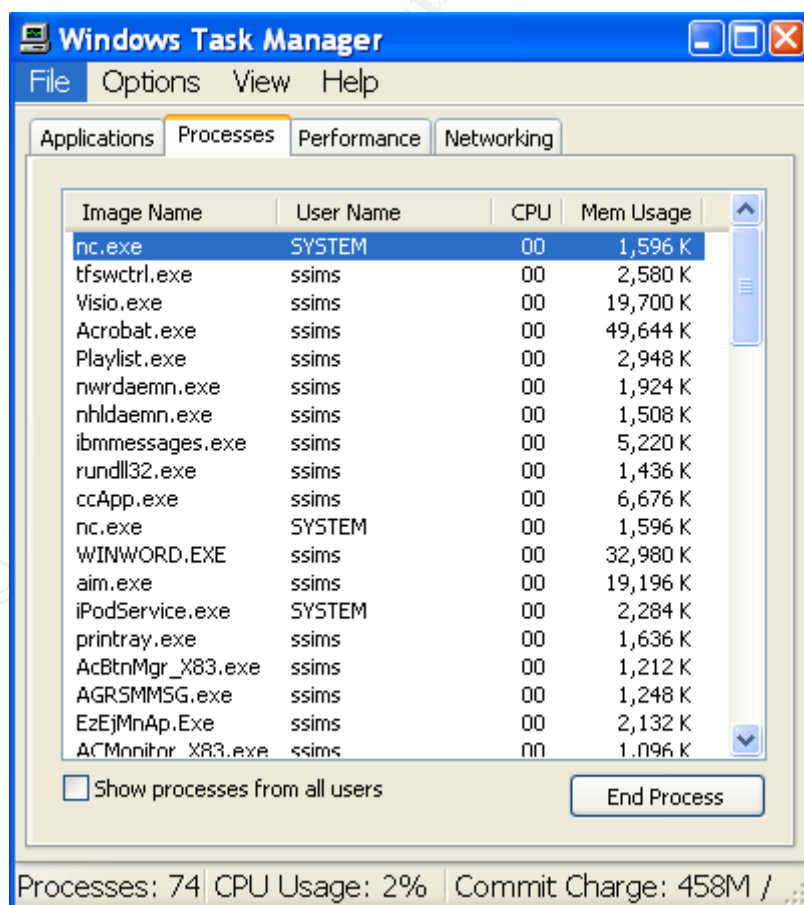 Windows Task Manager
File Options View Help
Applications Processes Performance Networking
Image Name User Name CPU Mem Usage
nc.exe SYSTEM 00 1,596 K
tfswctrl.exe ssims 00 2,580 K
Visio.exe ssims 00 19,700 K
Acrobat.exe ssims 00 49,644 K
Playlist.exe ssims 00 2,948 K
nwrdaemn.exe ssims 00 1,924 K
nhldaemn.exe ssims 00 1,508 K
ibmmessages.exe ssims 00 5,220 K
rundll32.exe ssims 00 1,436 K
ccApp.exe ssims 00 6,676 K
nc.exe SYSTEM 00 1,596 K
WINWORD.EXE ssims 00 32,980 K
aim.exe ssims 00 19,196 K
iPodService.exe SYSTEM 00 2,284 K
printray.exe ssims 00 1,636 K
AcBtnMgr_X83.exe ssims 00 1,212 K
AGRSMMSG.exe ssims 00 1,248 K
EzEjMnAp.Exe ssims 00 2,132 K
ACMonitor_X83.exe ssims 00 1,096 K
Show processes from all users
End Process
Processes: 74 CPU Usage: 2% Commit Charge: 458M /